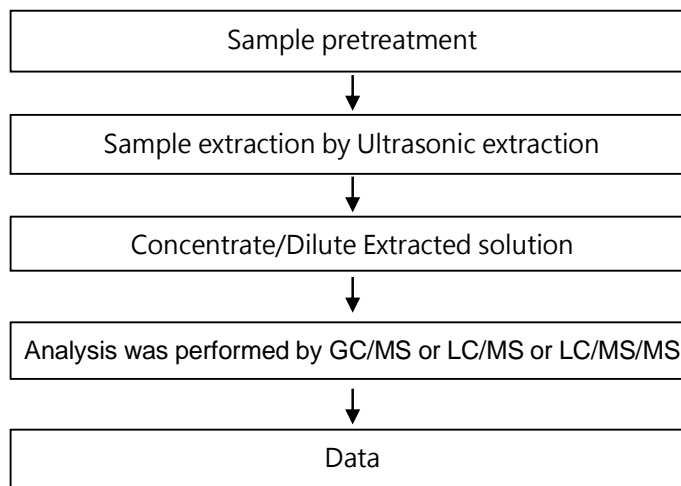 Sample pretreatment
Sample extraction by Ultrasonic extraction
Concentrate/Dilute Extracted solution
Analysis was performed by GC/MS or LC/MS or LC/MS/MS
Data